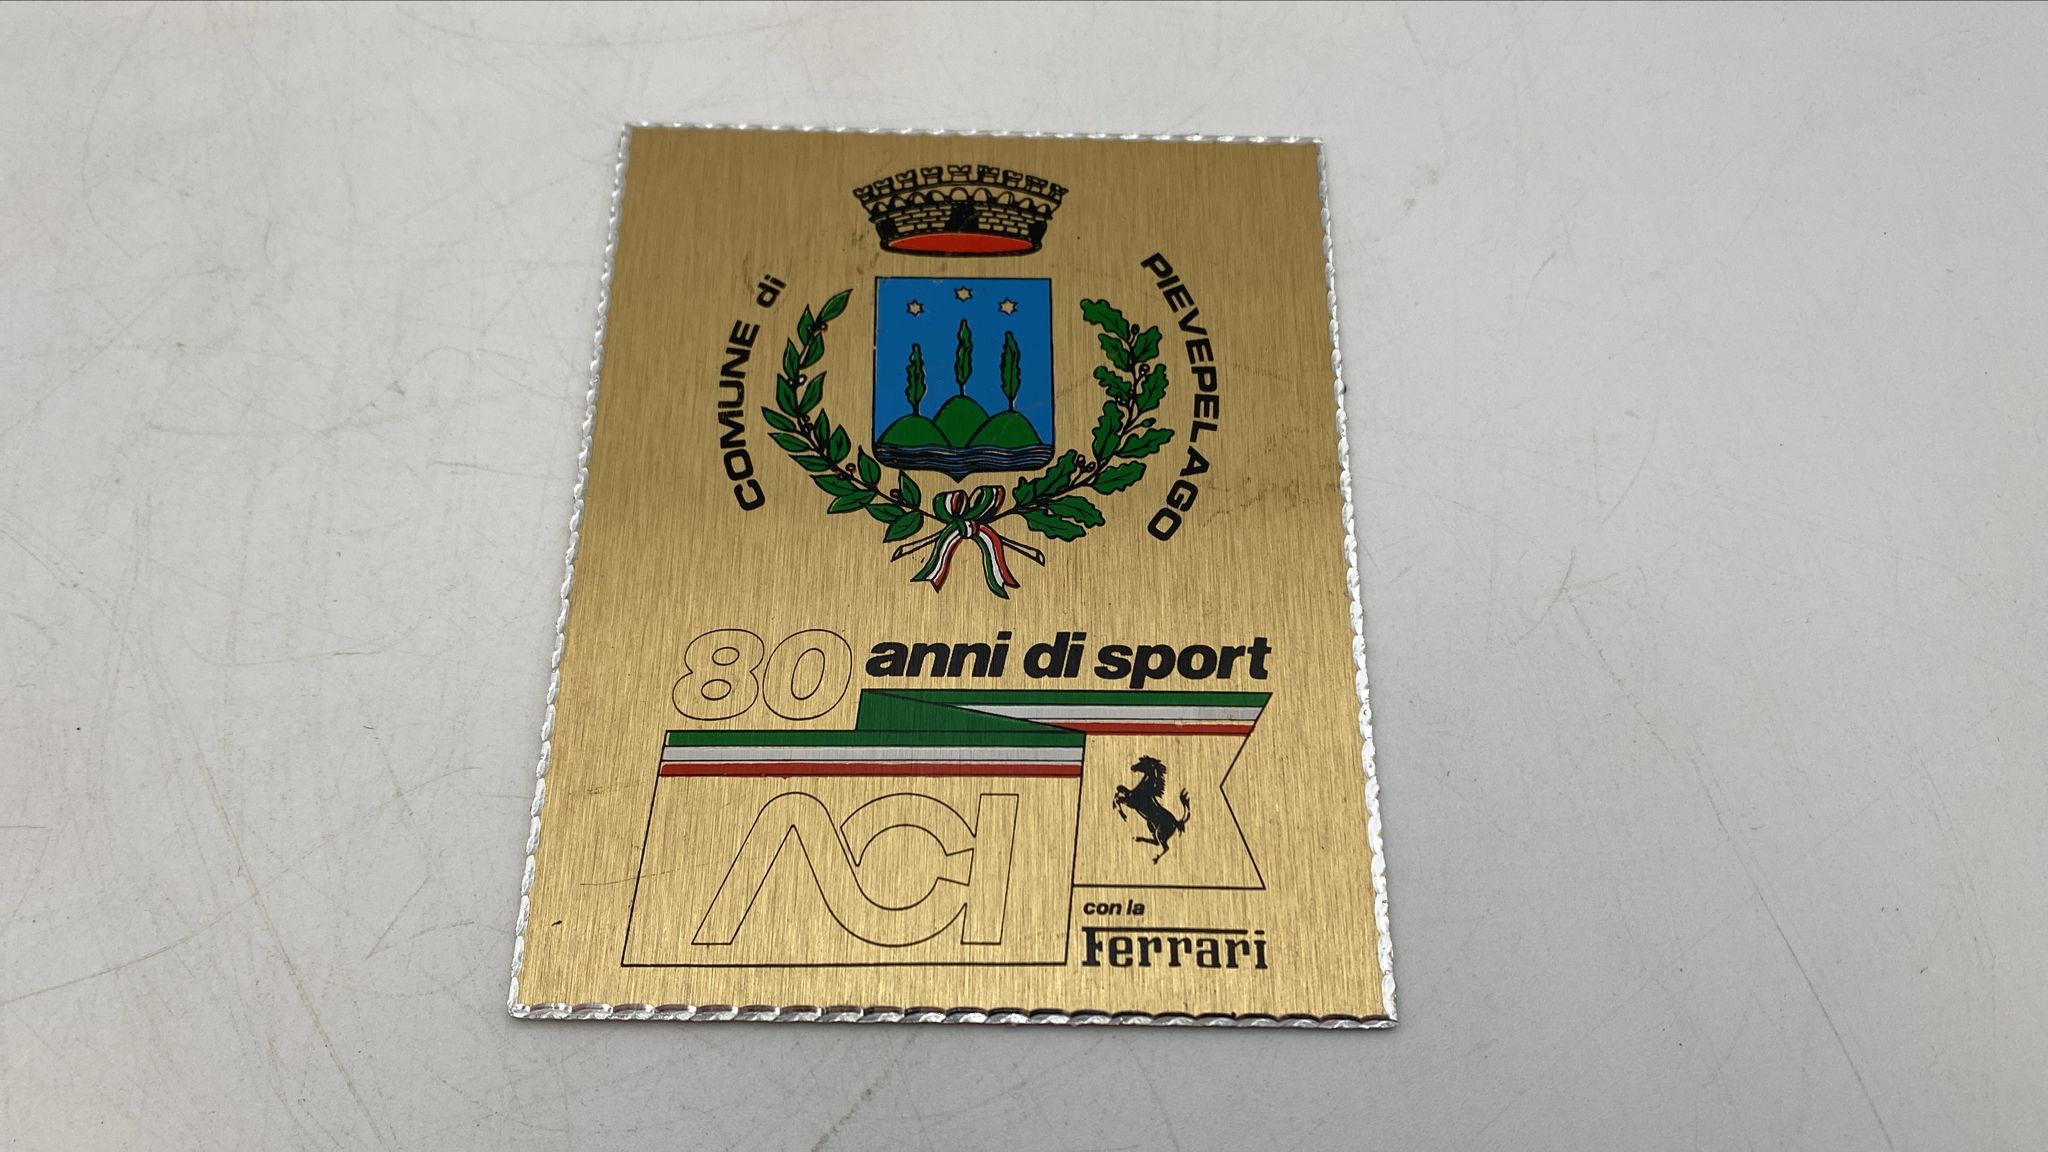 COMUNE di PIEVEPELAGO
80 anni di sport
ACI
con la
Ferrari